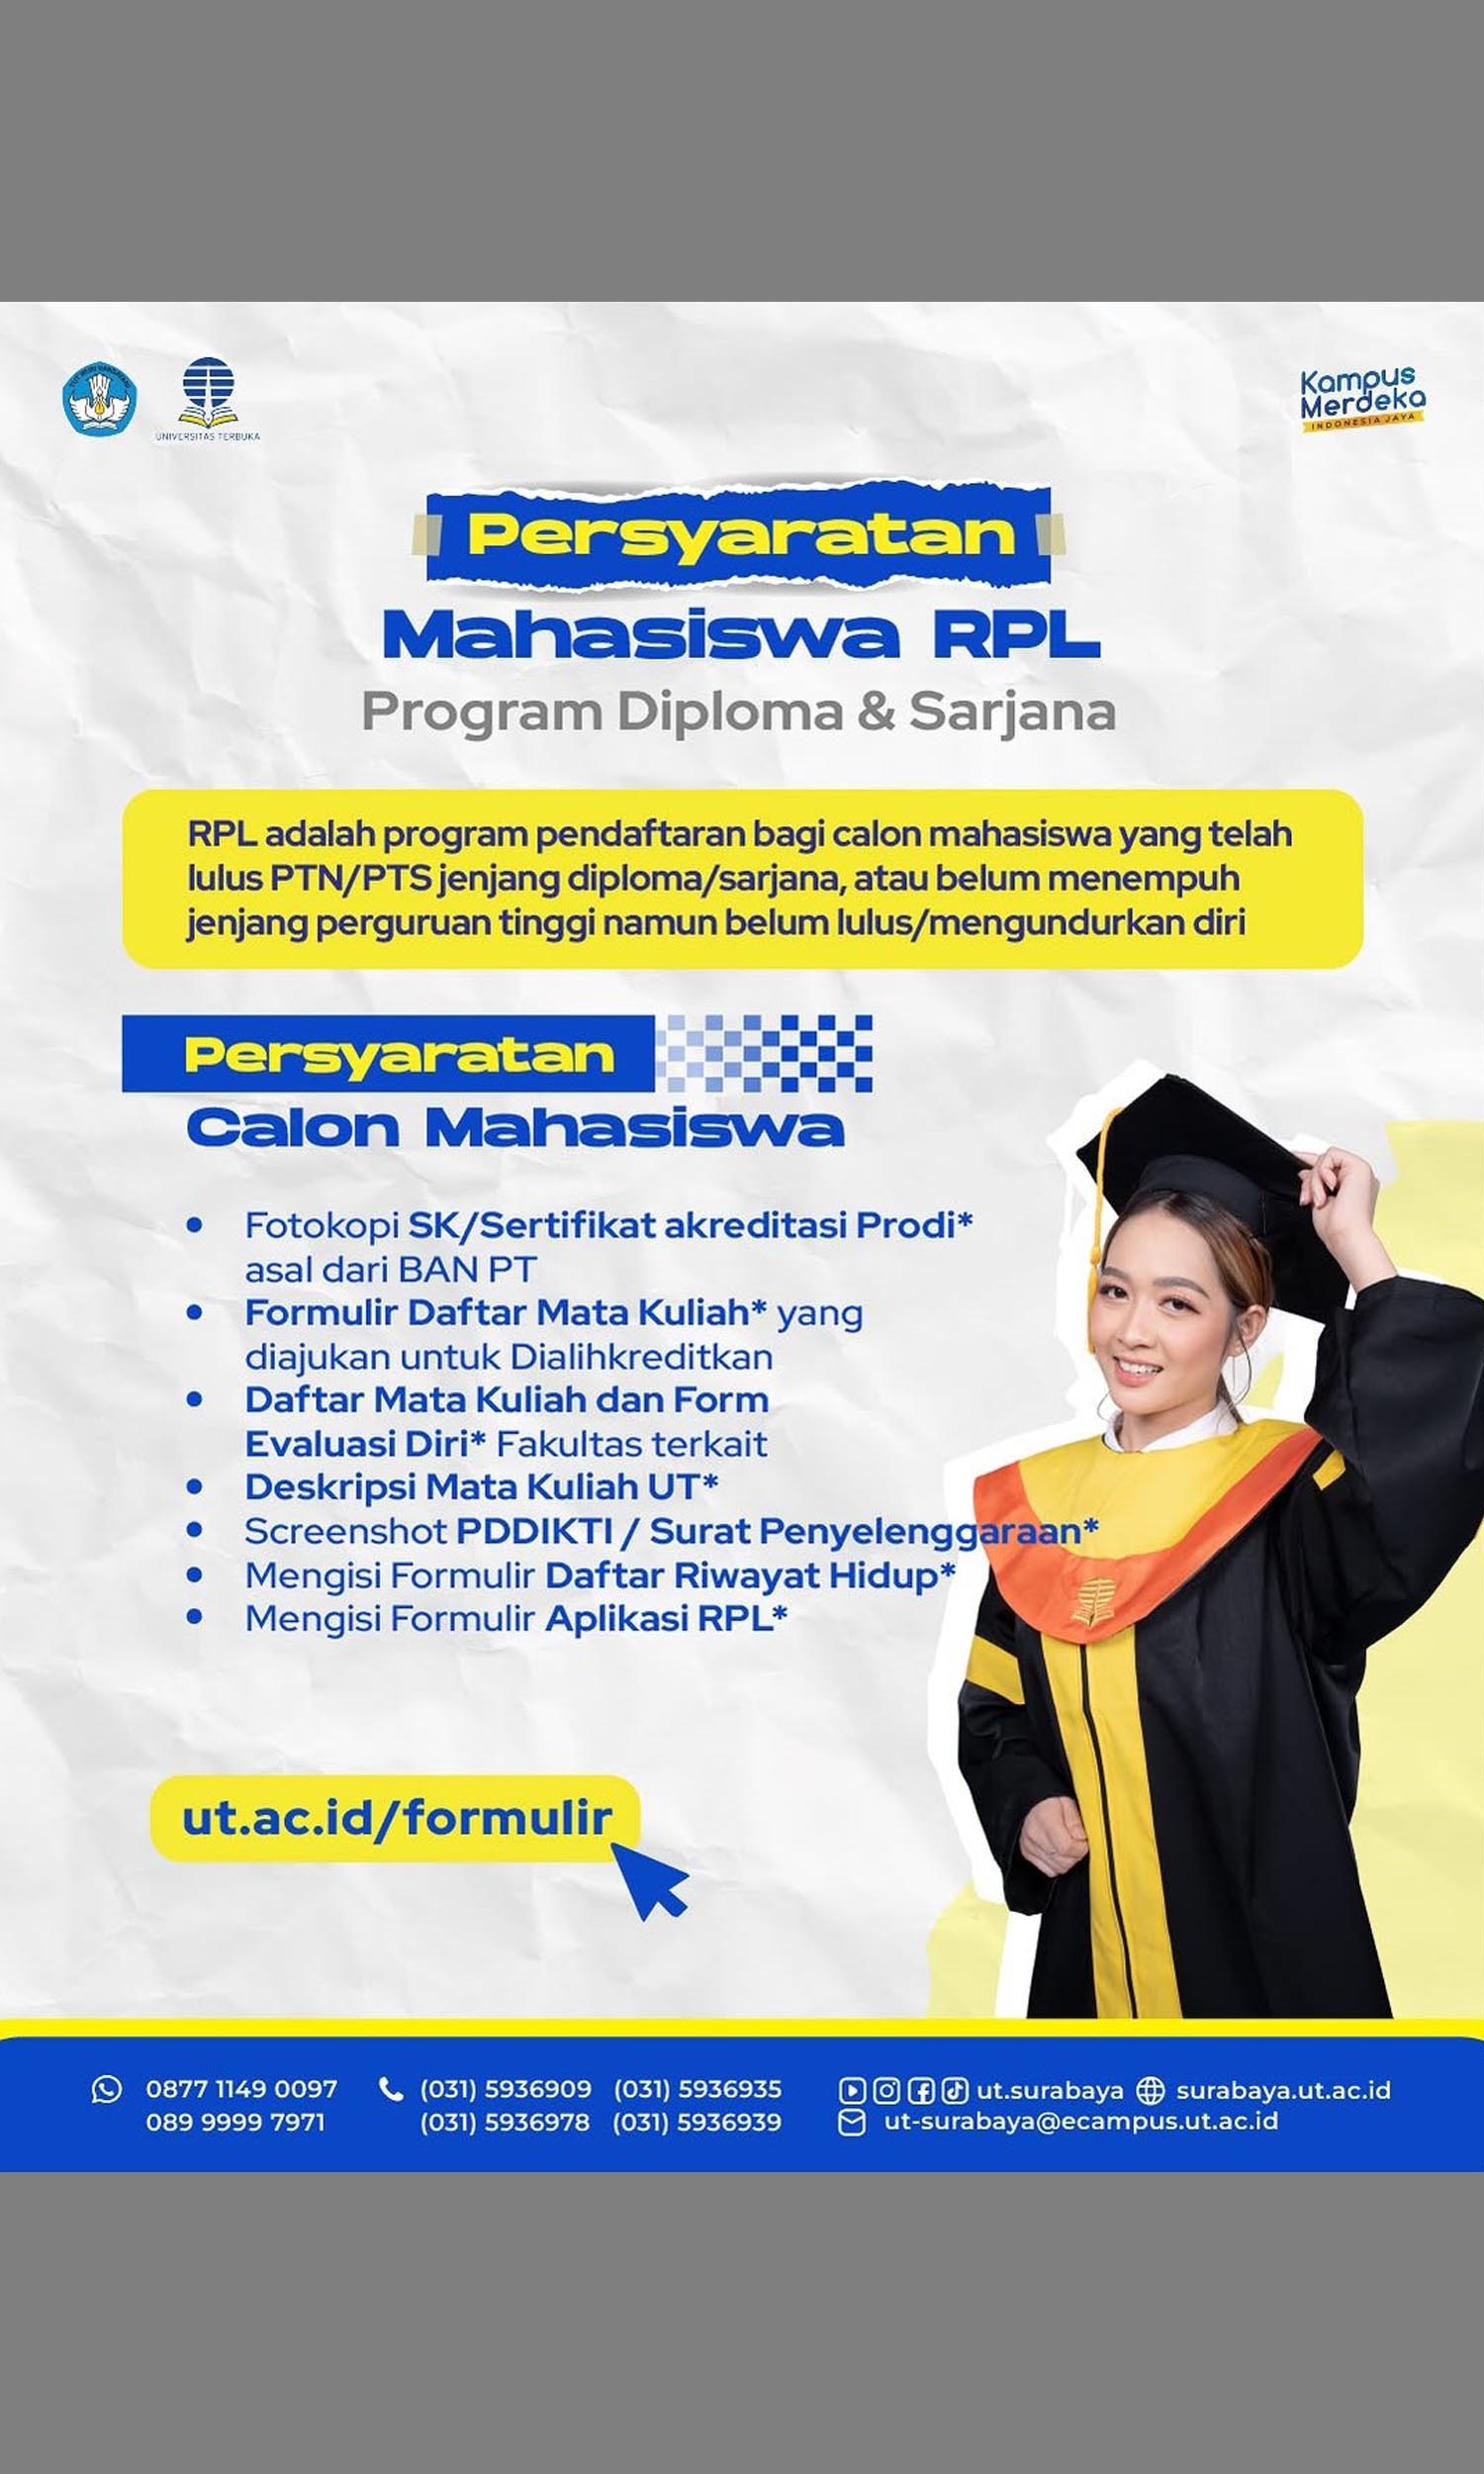 TUT WURI HANDAYANI
UNIVERSITAS TERBUKA
Kampus
Merdeka
INDONESIA JAYA
Persyaratan
Mahasiswa RPL
Program Diploma & Sarjana
RPL adalah program pendaftaran bagi calon mahasiswa yang telah
lulus PTN/PTS jenjang diploma/sarjana, atau belum menempuh
jenjang perguruan tinggi namun belum lulus/mengundurkan diri
Persyaratan
Calon Mahasiswa
• Fotokopi SK/Sertifikat akreditasi Prodi*
asal dari BAN PT
• Formulir Daftar Mata Kuliah* yang
diajukan untuk Dialihkreditkan
• Daftar Mata Kuliah dan Form
Evaluasi Diri* Fakultas terkait
• Deskripsi Mata Kuliah UT*
• Screenshot PDDIKTI / Surat Penyelenggaraan*
• Mengisi Formulir Daftar Riwayat Hidup*
• Mengisi Formulir Aplikasi RPL*
ut.ac.id/formulir
0877 1149 0097 (031) 5936909 (031) 5936935 ut.surabaya surabaya.ut.ac.id
089 9999 7971 (031) 5936978 (031) 5936939 ut-surabaya@ecampus.ut.ac.id